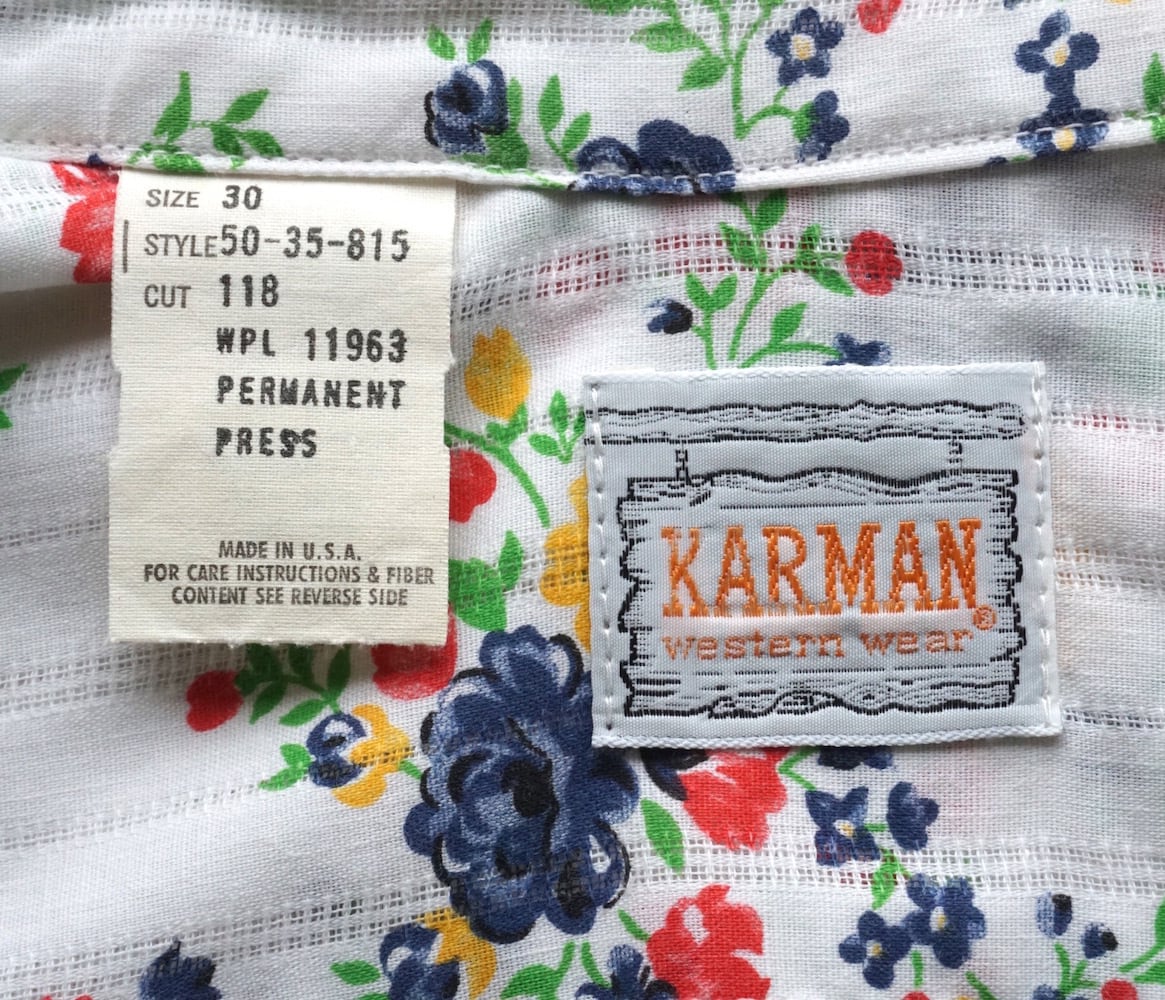 SIZE 30
STYLE 50-35-815
CUT 118
WPL 11963
PERMANENT
PRESS
MADE IN U.S.A.
FOR CARE INSTRUCTIONS & FIBER
CONTENT SEE REVERSE SIDE
KARMAN®
western wear